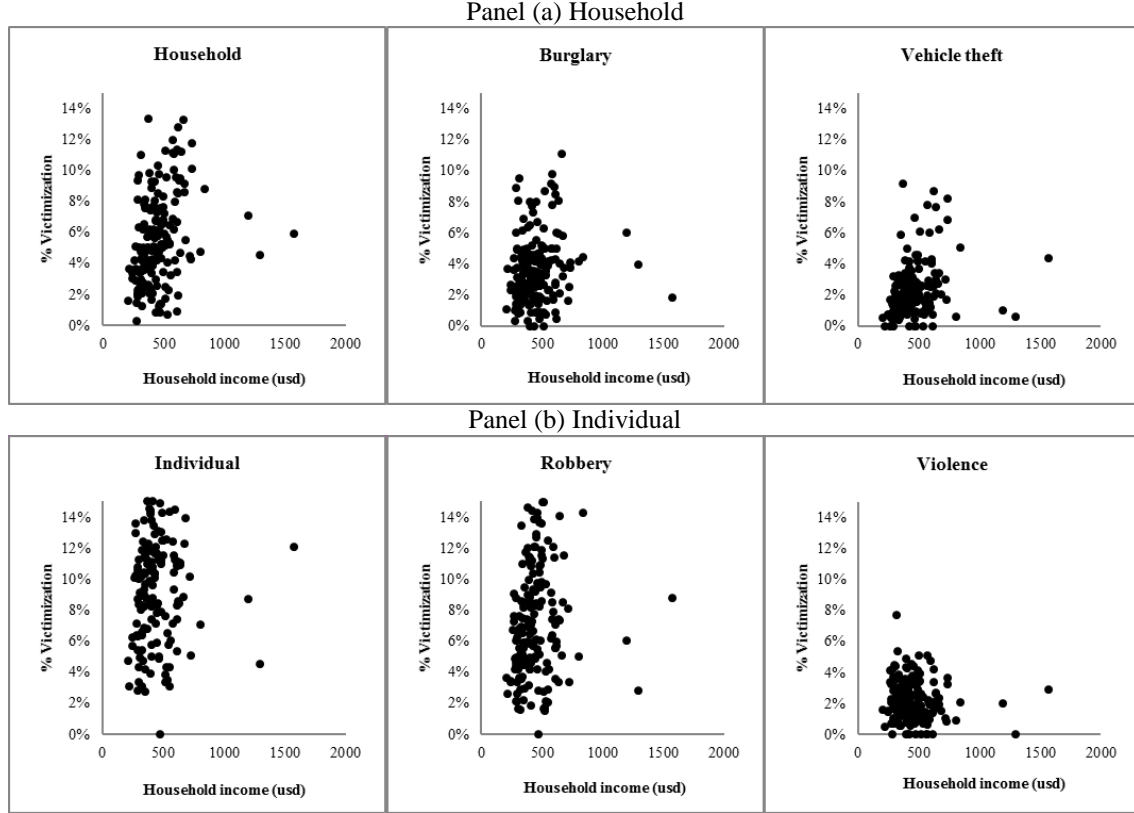 Panel (a) Household
Household
% Victimization
14%
12%
10%
8%
6%
4%
2%
0%
0 500 1000 1500 2000
Household income (usd)
Burglary
% Victimization
14%
12%
10%
8%
6%
4%
2%
0%
0 500 1000 1500 2000
Household income (usd)
Vehicle theft
% Victimization
14%
12%
10%
8%
6%
4%
2%
0%
0 500 1000 1500 2000
Household income (usd)
Panel (b) Individual
Individual
% Victimization
14%
12%
10%
8%
6%
4%
2%
0%
0 500 1000 1500 2000
Household income (usd)
Robbery
% Victimization
14%
12%
10%
8%
6%
4%
2%
0%
0 500 1000 1500 2000
Household income (usd)
Violence
% Victimization
14%
12%
10%
8%
6%
4%
2%
0%
0 500 1000 1500 2000
Household income (usd)